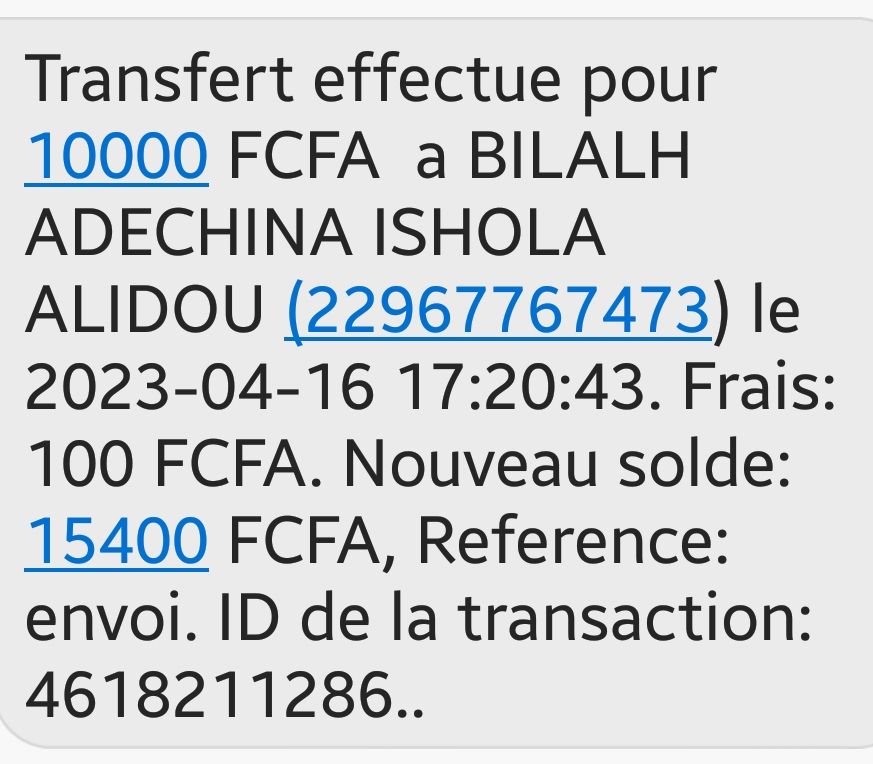 Transfert effectue pour
10000 FCFA  a BILALH
ADECHINA ISHOLA
ALIDOU (22967767473) le
2023-04-16 17:20:43. Frais:
100 FCFA. Nouveau solde:
15400 FCFA, Reference:
envoi. ID de la transaction:
4618211286..